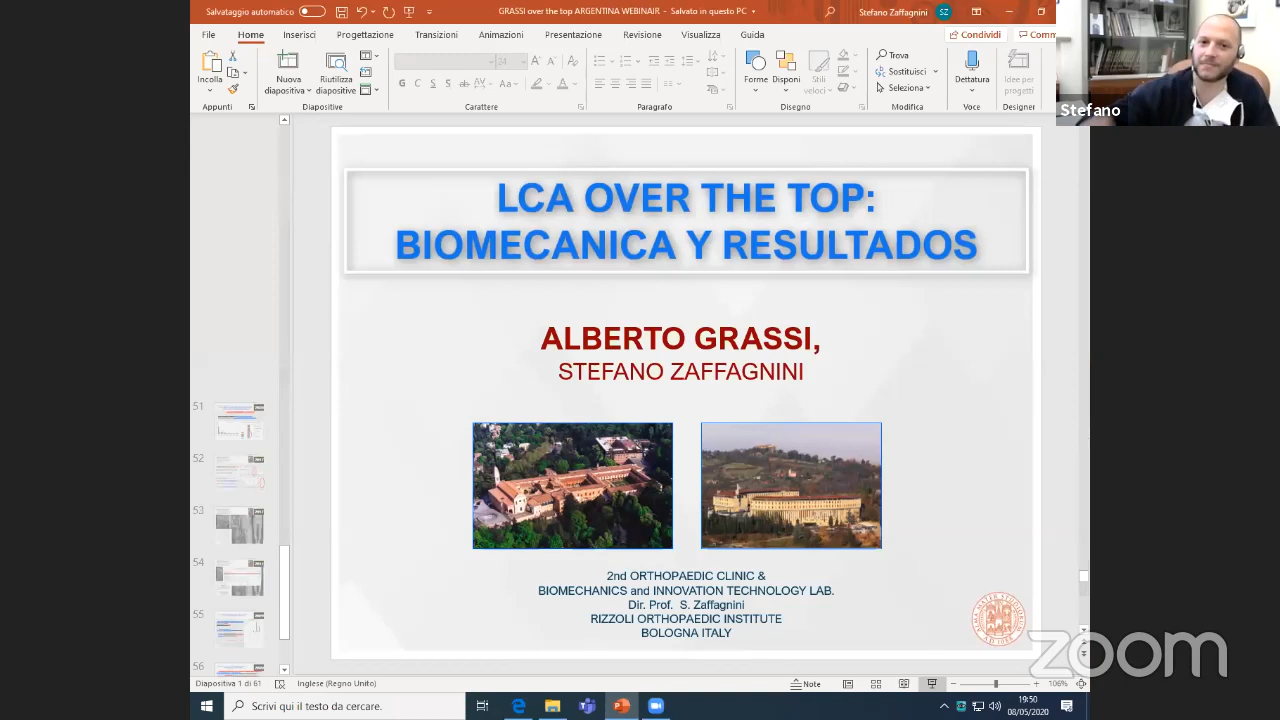 Salvataggio automatico
GRASSI over the top ARGENTINA WEBINAIR - Salvato in questo PC
Stefano Zaffagnini
SZ
File
Home
Inserisci
Progettazione
Transizioni
Animazioni
Presentazione
Revisione
Visualizza
Guida
Condividi
Comm
Incolla
Nuova
diapositiva
Riutilizza
diapositive
G C S S ab AV Aa
Forme
Disponi
Stili
veloci
Trova
Sostituisci
Seleziona
Dettatura
Idee per
progetti
Appunti
Diapositive
Carattere
Paragrafo
Disegno
Modifica
Voce
Designer
Stefano
LCA OVER THE TOP:
BIOMECANICA Y RESULTADOS
ALBERTO GRASSI,
STEFANO ZAFFAGNINI
2nd ORTHOPAEDIC CLINIC &
BIOMECHANICS and INNOVATION TECHNOLOGY LAB.
Dir. Prof. S. Zaffagnini
RIZZOLI ORTHOPAEDIC INSTITUTE
BOLOGNA ITALY
51
52
53
54
55
56
zoom
Diapositiva 1 di 61
Inglese (Regno Unito)
Note
106%
Scrivi qui il testo da cercare.
19:50
08/05/2020